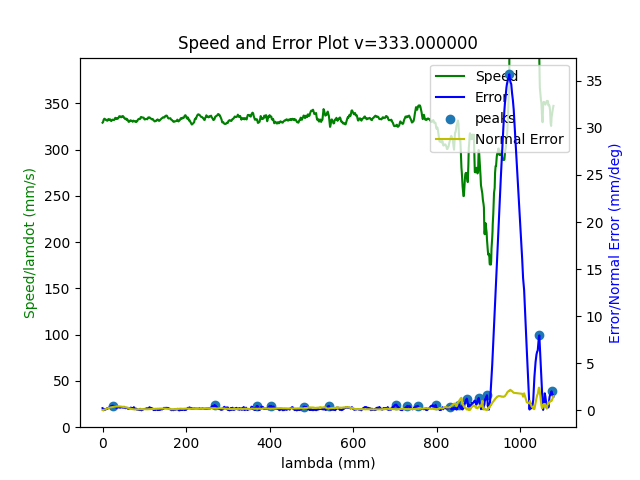 Speed and Error Plot v=333.000000
Speed
Error
peaks
Normal Error
Speed/lamdot (mm/s)
350
300
250
200
150
100
50
0
35
30
25
20
15
10
5
0
Error/Normal Error (mm/deg)
0 200 400 600 800 1000
lambda (mm)